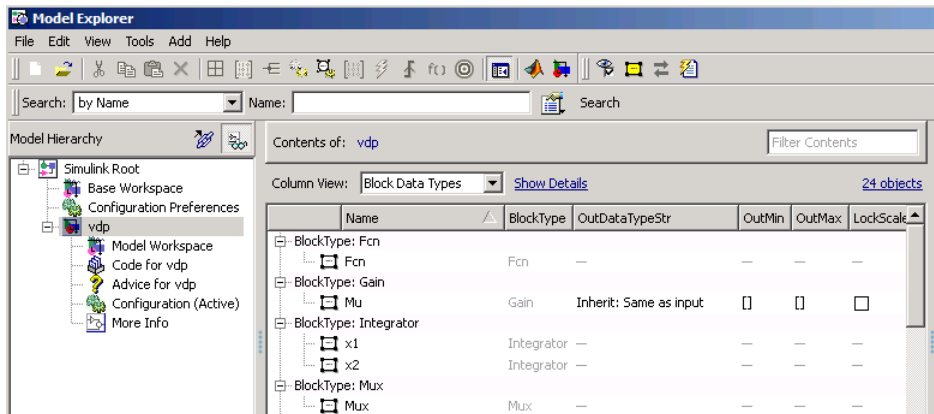 Model Explorer
File Edit View Tools Add Help
f()
Search: by Name Name: Search
Model Hierarchy
Simulink Root
Base Workspace
Configuration Preferences
vdp
Model Workspace
Code for vdp
Advice for vdp
Configuration (Active)
More Info
Contents of: vdp Filter Contents
Column View: Block Data Types Show Details 24 objects
Name BlockType OutDataTypeStr OutMin OutMax LockScale
BlockType: Fcn
Fcn Fcn — — — —
BlockType: Gain
Mu Gain Inherit: Same as input [] []
BlockType: Integrator
x1 Integrator — — — —
x2 Integrator — — — —
BlockType: Mux
Mux Mux — — — —